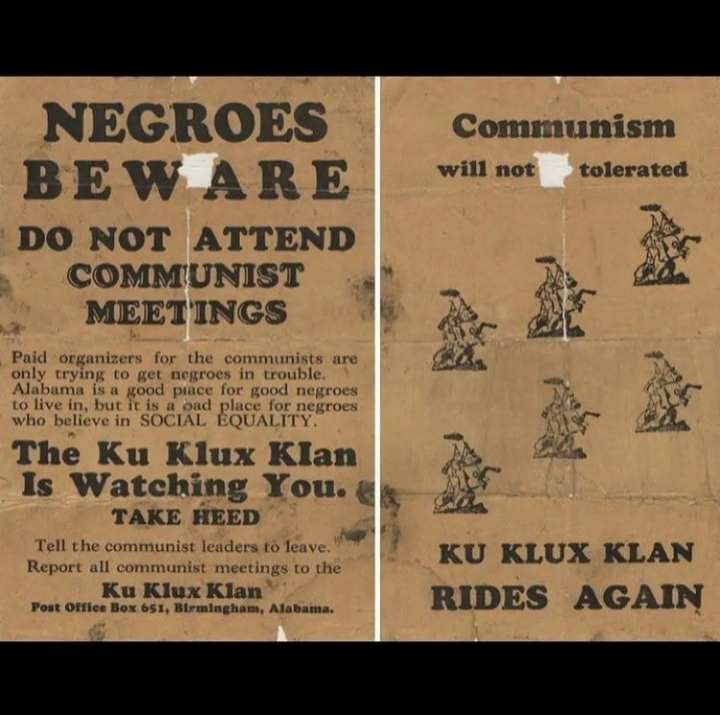 NEGROES
BEWARE
DO NOT ATTEND
COMMUNIST
MEETINGS
Paid organizers for the communists are
only trying to get negroes in trouble.
Alabama is a good place for good negroes
to live in, but it is a bad place for negroes
who believe in SOCIAL EQUALITY.
The Ku Klux Klan
Is Watching You.
TAKE HEED
Tell the communist leaders to leave.
Report all communist meetings to the
Ku Klux Klan
Post Office Box 651, Birmingham, Alabama.
Communism
will not tolerated
KU KLUX KLAN
RIDES AGAIN